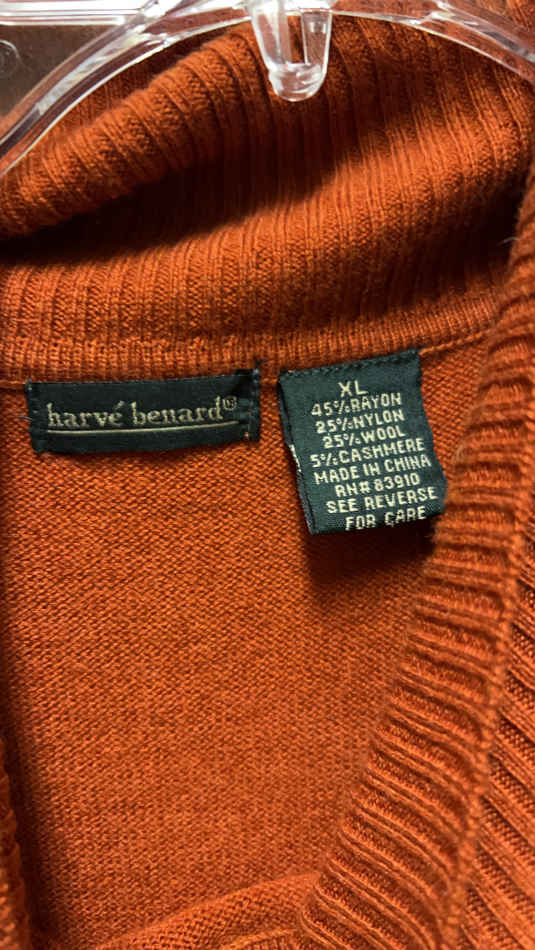 harvé benard®
XL
45% RAYON
25% NYLON
25% WOOL
5% CASHMERE
MADE IN CHINA
RN# 83910
SEE REVERSE
FOR CARE